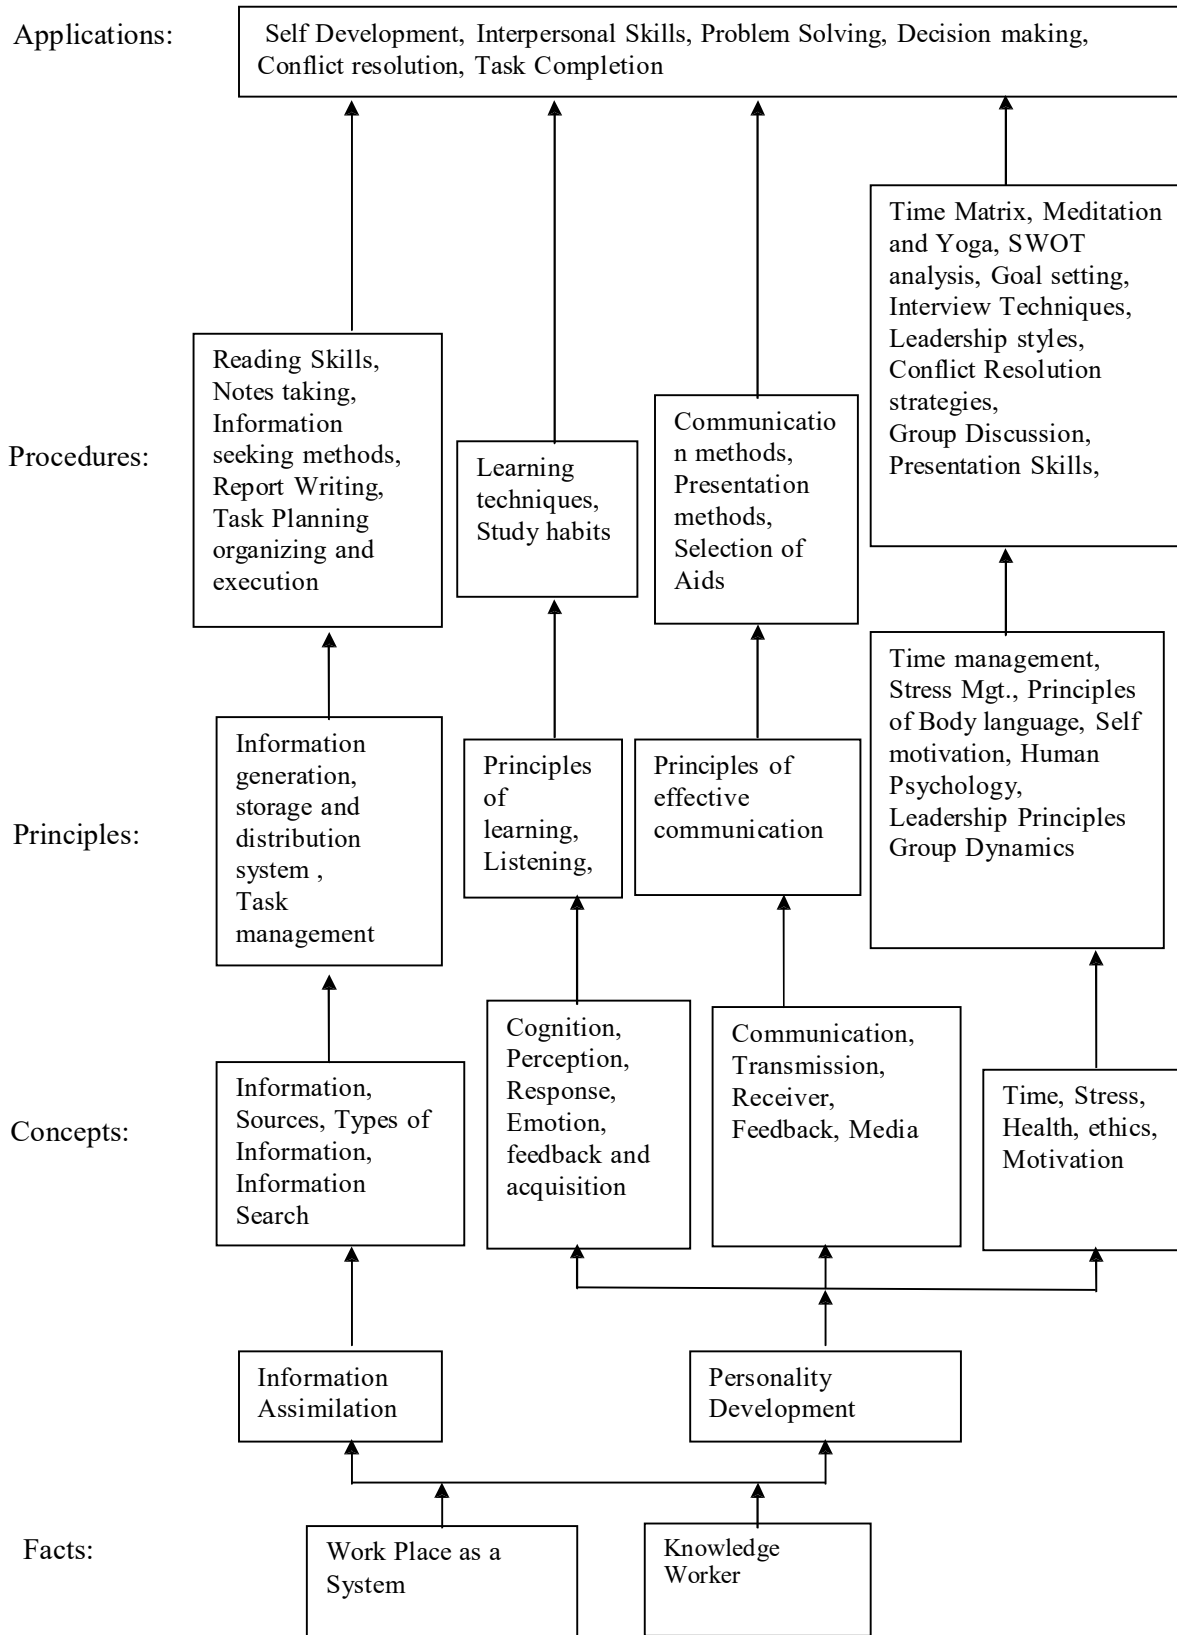 Applications:
Self Development, Interpersonal Skills, Problem Solving, Decision making,
Conflict resolution, Task Completion
Time Matrix, Meditation
and Yoga, SWOT
analysis, Goal setting,
Interview Techniques,
Leadership styles,
Conflict Resolution
strategies,
Group Discussion,
Presentation Skills,
Procedures:
Reading Skills,
Notes taking,
Information
seeking methods,
Report Writing,
Task Planning
organizing and
execution
Learning
techniques,
Study habits
Communicatio
n methods,
Presentation
methods,
Selection of
Aids
Principles:
Information
generation,
storage and
distribution
system ,
Task
management
Principles
of
learning,
Listening,
Principles of
effective
communication
Time management,
Stress Mgt., Principles
of Body language, Self
motivation, Human
Psychology,
Leadership Principles
Group Dynamics
Concepts:
Information,
Sources, Types of
Information,
Information
Search
Cognition,
Perception,
Response,
Emotion,
feedback and
acquisition
Communication,
Transmission,
Receiver,
Feedback, Media
Time, Stress,
Health, ethics,
Motivation
Information
Assimilation
Personality
Development
Facts:
Work Place as a
System
Knowledge
Worker